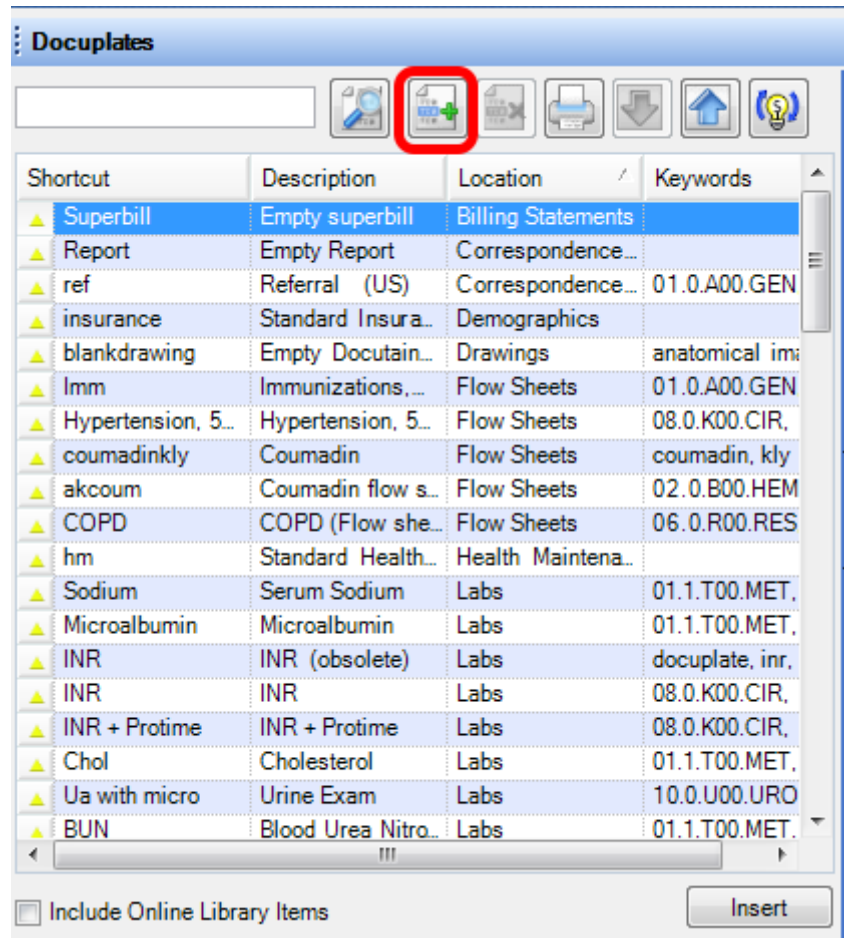 Docuplates
Shortcut Description Location Keywords
Superbill Empty superbill Billing Statements
Report Empty Report Correspondence...
ref Referral (US) Correspondence... 01.0.A00.GEN
insurance Standard Insura... Demographics
blankdrawing Empty Docutain... Drawings anatomical ima
Imm Immunizations,... Flow Sheets 01.0.A00.GEN
Hypertension, 5... Hypertension, 5... Flow Sheets 08.0.K00.CIR,
coumadinkly Coumadin Flow Sheets coumadin, kly
akcoum Coumadin flow s... Flow Sheets 02.0.B00.HEM
COPD COPD (Flow she... Flow Sheets 06.0.R00.RES
hm Standard Health... Health Maintena...
Sodium Serum Sodium Labs 01.1.T00.MET,
Microalbumin Microalbumin Labs 01.1.T00.MET,
INR INR (obsolete) Labs docuplate, inr,
INR INR Labs 08.0.K00.CIR,
INR + Protime INR + Protime Labs 08.0.K00.CIR,
Chol Cholesterol Labs 01.1.T00.MET,
Ua with micro Urine Exam Labs 10.0.U00.URO
BUN Blood Urea Nitro... Labs 01.1.T00.MET.
Include Online Library Items Insert